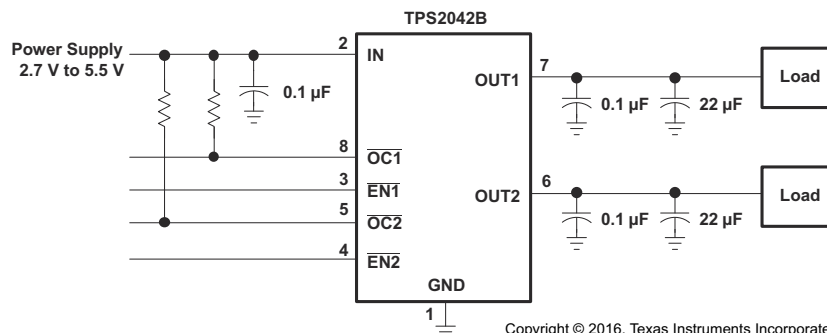 TPS2042B
Power Supply
2.7 V to 5.5 V
2
IN
0.1 µF
OUT1
7
0.1 µF
22 µF
Load
8
OC1
3
EN1
5
OC2
4
EN2
OUT2
6
0.1 µF
22 µF
Load
GND
1
Copyright © 2016, Texas Instruments Incorporate